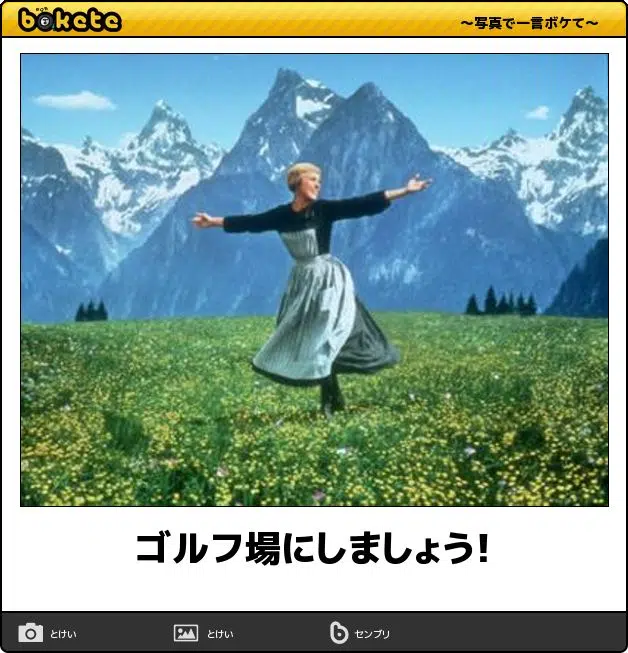 bokete
〜写真で一言ボケて〜
ゴルフ場にしましょう!
とけい
とけい
センブリ